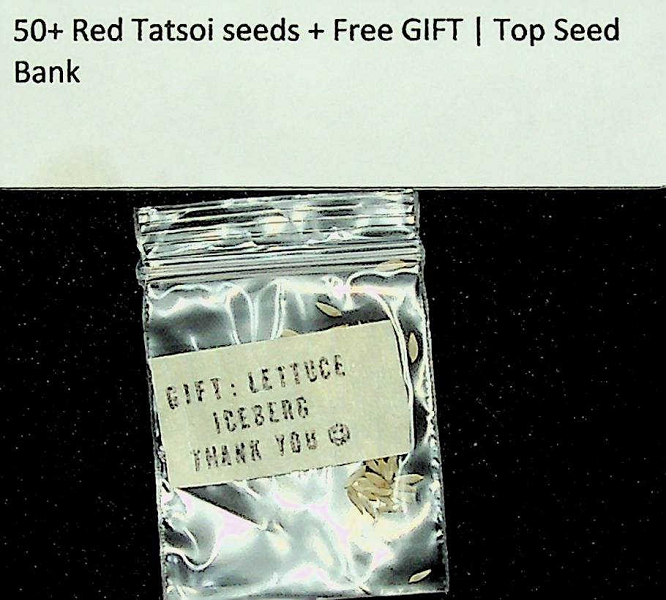 50+ Red Tatsoi seeds + Free GIFT | Top Seed
Bank
GIFT: LETTUCE
ICEBERG
THANK YOU ☺